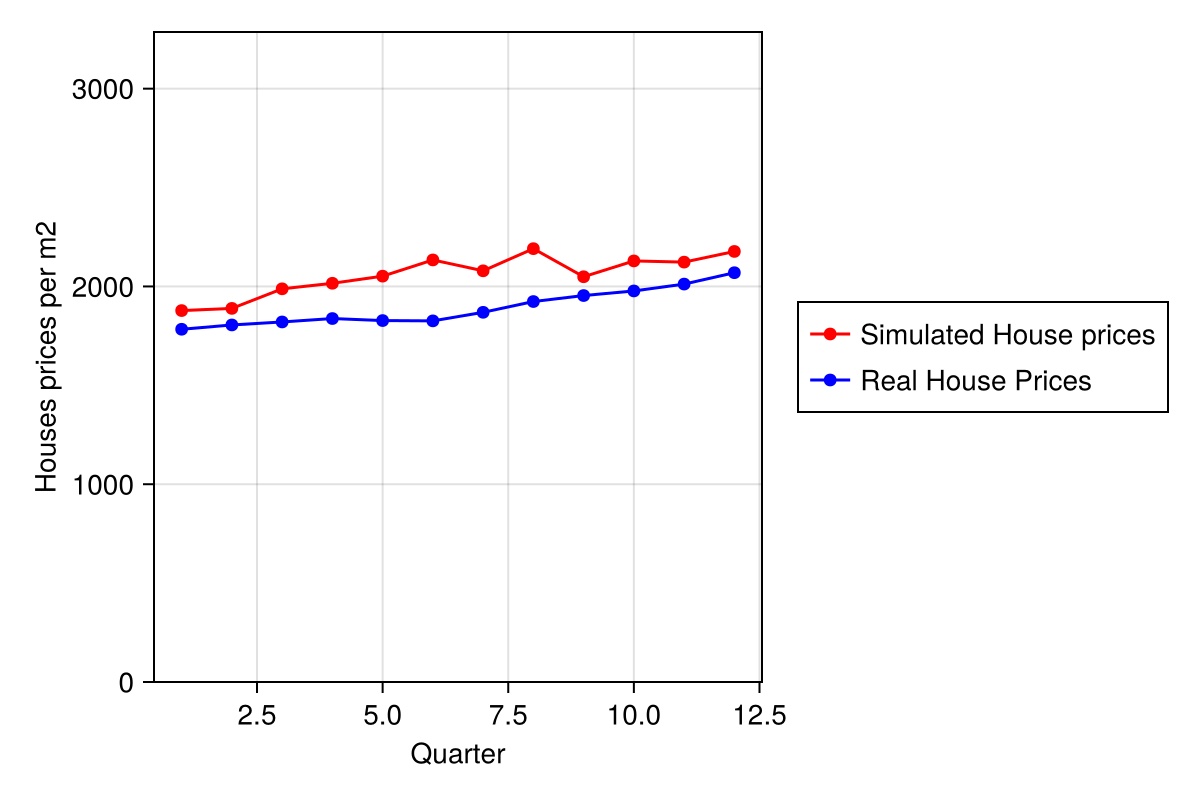 3000
2000
1000
0
Houses prices per m2
2.5 5.0 7.5 10.0 12.5
Quarter
Simulated House prices
Real House Prices